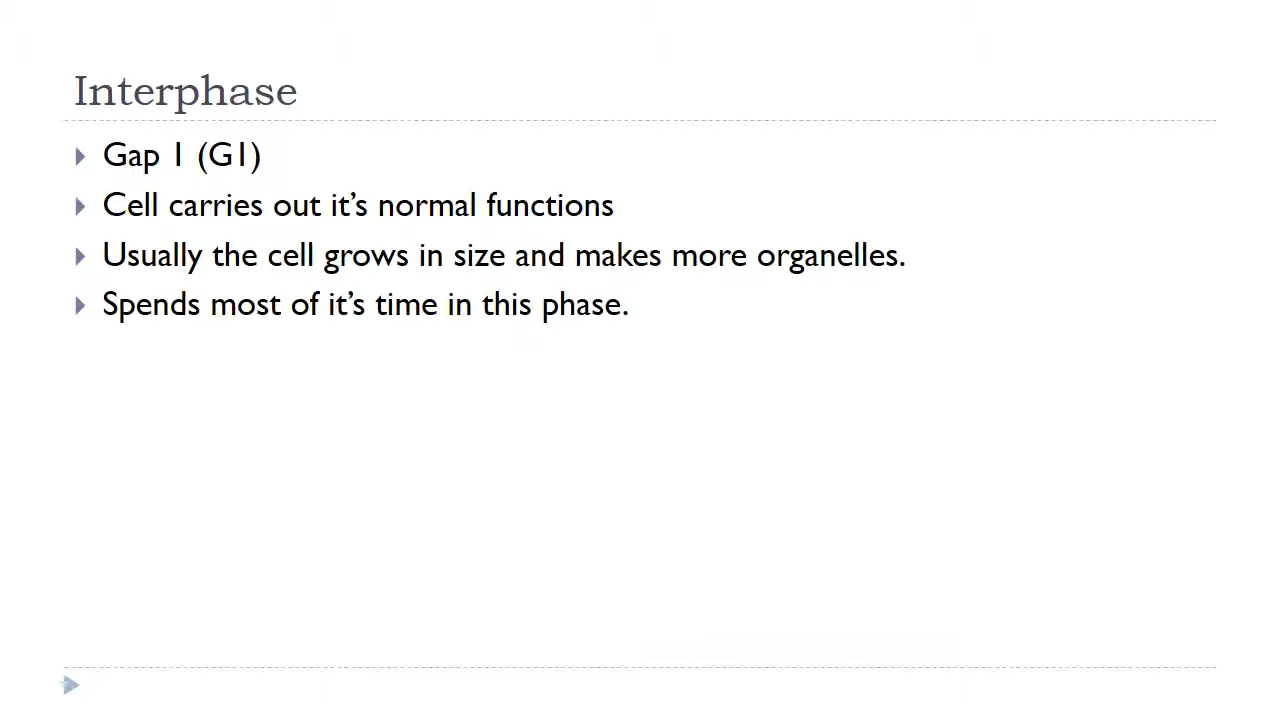 Interphase
Gap 1 (G1)
Cell carries out it’s normal functions
Usually the cell grows in size and makes more organelles.
Spends most of it’s time in this phase.